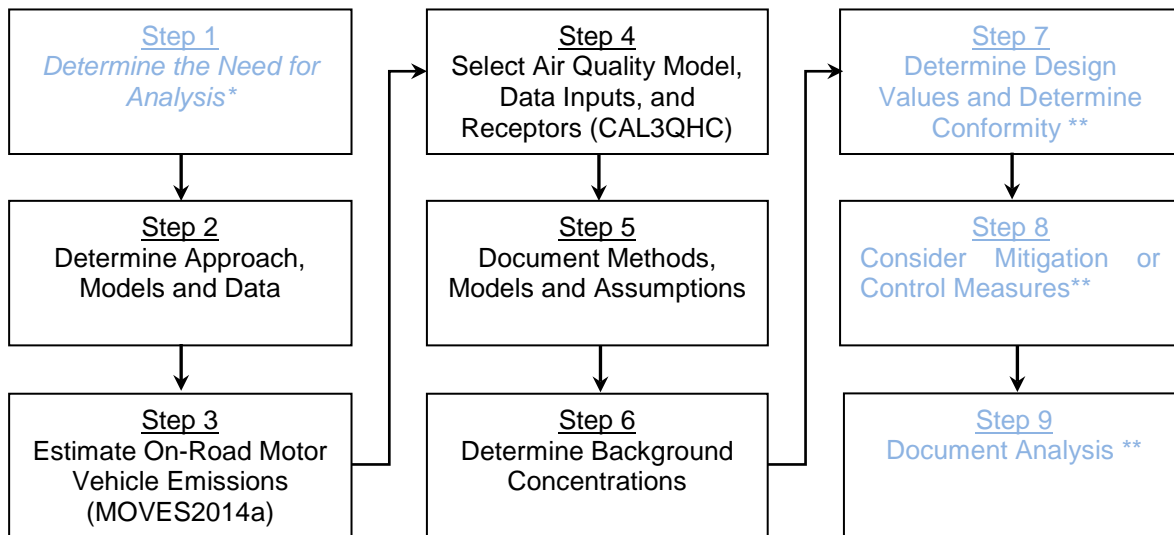 Step 1
Determine the Need for
Analysis*
Step 2
Determine Approach,
Models and Data
Step 3
Estimate On-Road Motor
Vehicle Emissions
(MOVES2014a)
Step 4
Select Air Quality Model,
Data Inputs, and
Receptors (CAL3QHC)
Step 5
Document Methods,
Models and Assumptions
Step 6
Determine Background
Concentrations
Step 7
Determine Design
Values and Determine
Conformity **
Step 8
Consider Mitigation or
Control Measures**
Step 9
Document Analysis **